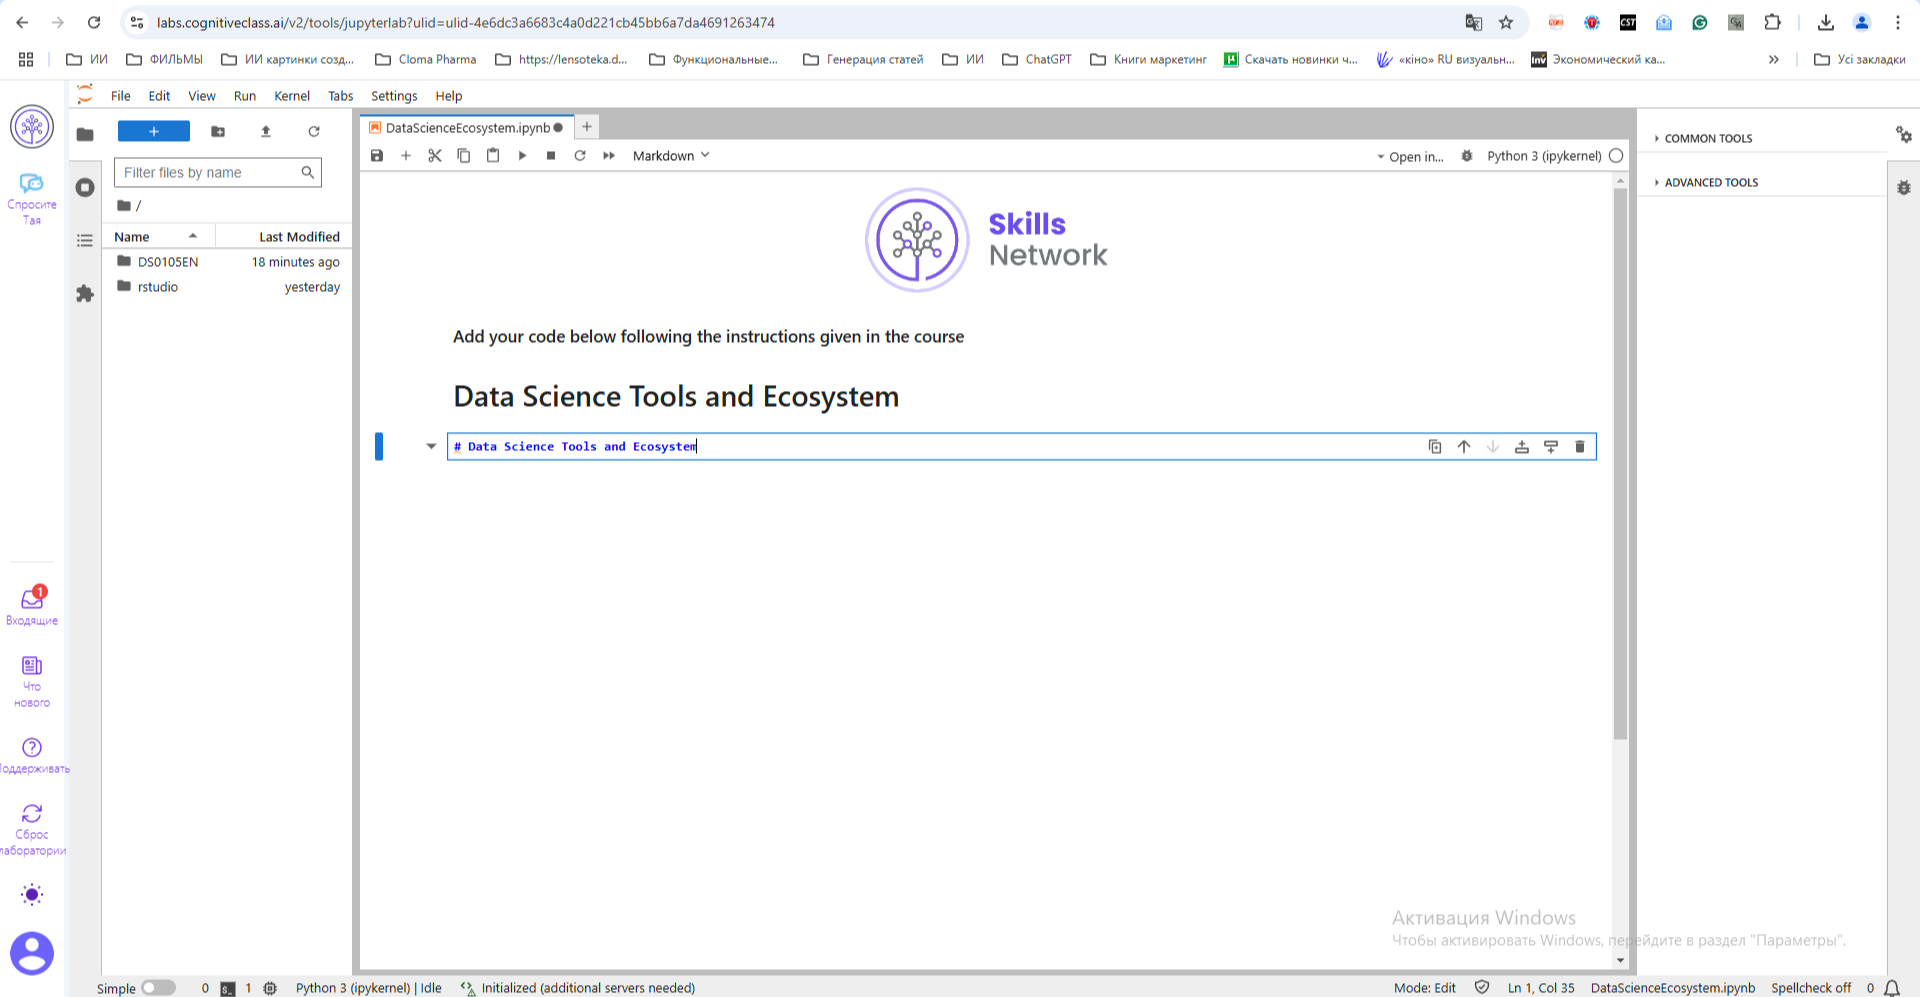 labs.cognitiveclass.ai/v2/tools/jupyterlab?ulid=ulid-4e6dc3a6683c4a0d221cb45bb6a7da4691263474
ИИ ФИЛЬМЫ ИИ картинки созд... Cloma Pharma https://lensoteka.d... Функциональные... Генерация статей ИИ ChatGPT Книги маркетинг Скачать новинки ч... «кіно» RU визуальн... Экономический ка... » Усі закладки
File Edit View Run Kernel Tabs Settings Help
Спросите
Тая
Входящие
1
Что
нового
Поддерживать
Сброс
лаборатории
Filter files by name
/
Name Last Modified
DS0105EN 18 minutes ago
rstudio yesterday
DataScienceEcosystem.ipynb
Markdown Open in... Python 3 (ipykernel)
Skills
Network
Add your code below following the instructions given in the course
Data Science Tools and Ecosystem
# Data Science Tools and Ecosystem
COMMON TOOLS
ADVANCED TOOLS
Активация Windows
Чтобы активировать Windows, перейдите в раздел "Параметры".
Simple 0 1 Python 3 (ipykernel) | Idle Initialized (additional servers needed) Mode: Edit Ln 1, Col 35 DataScienceEcosystem.ipynb Spellcheck off 0